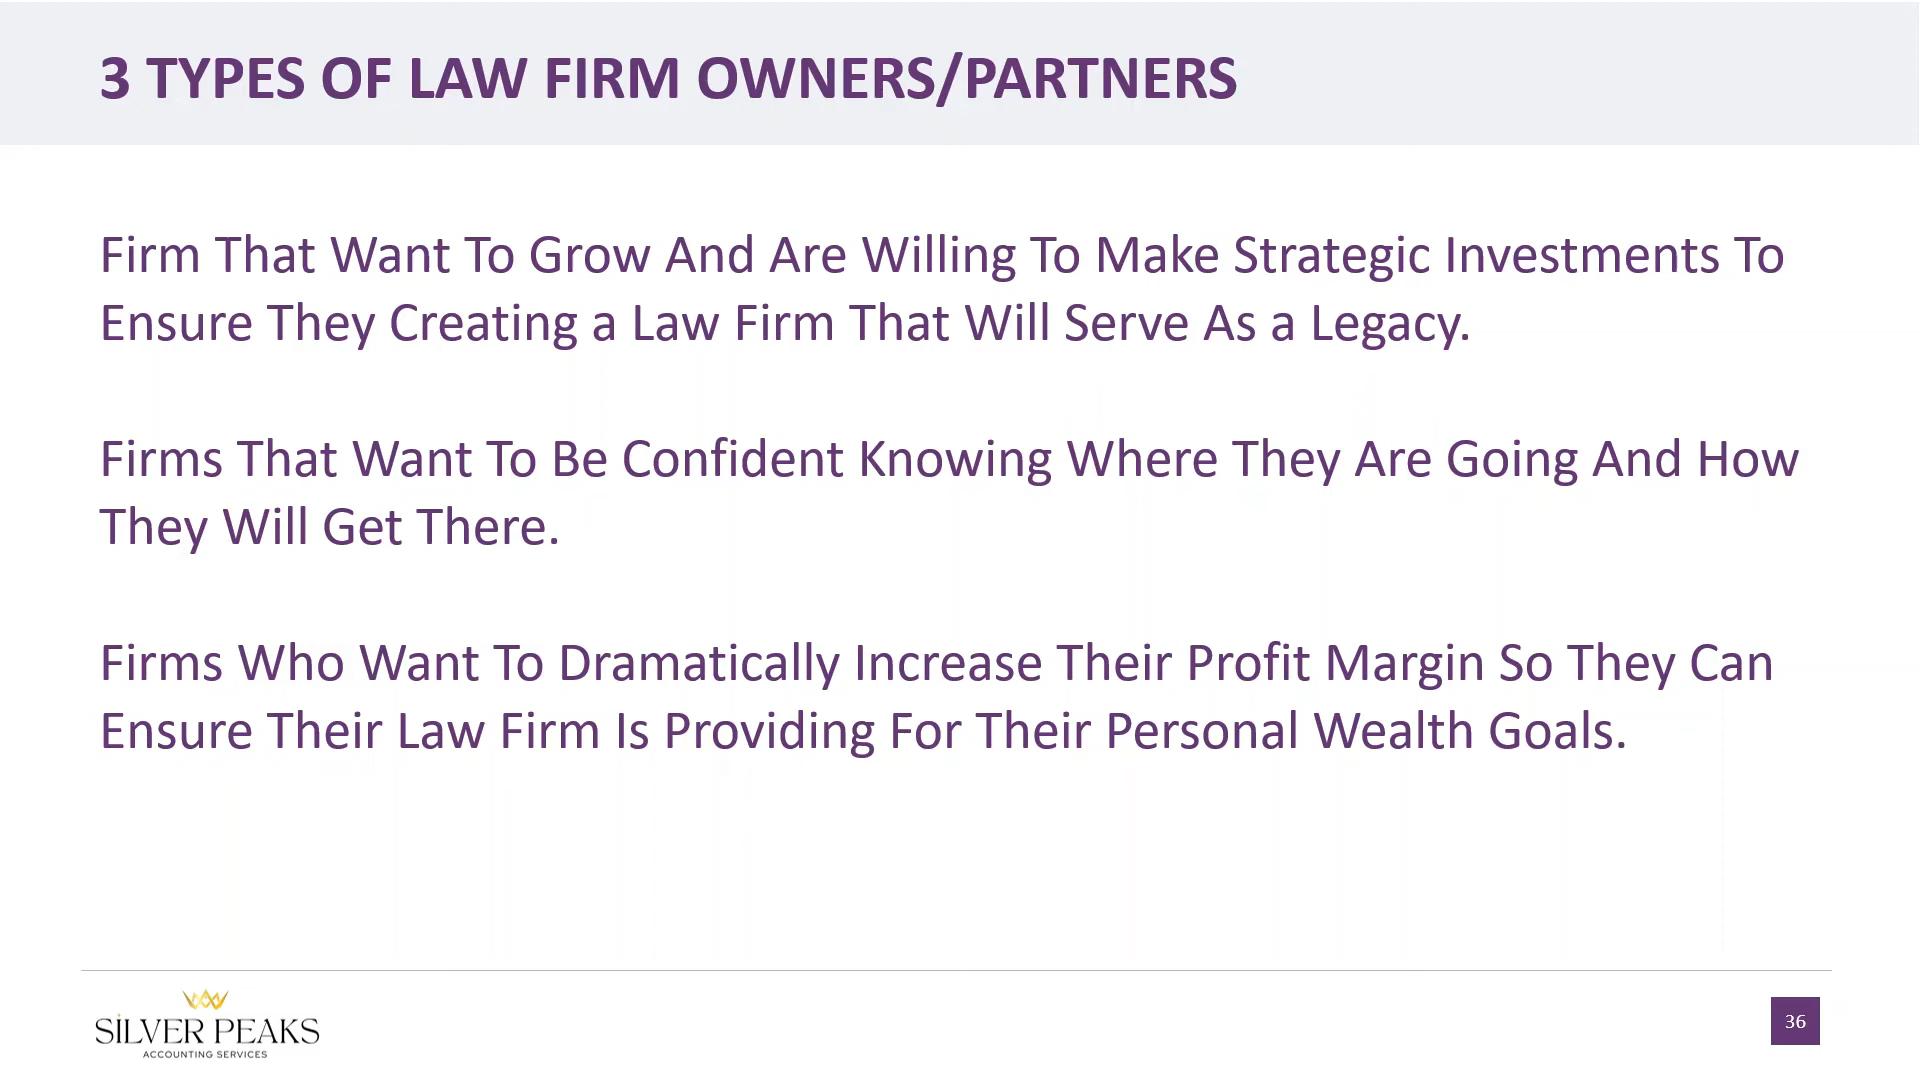 3 TYPES OF LAW FIRM OWNERS/PARTNERS
Firm That Want To Grow And Are Willing To Make Strategic Investments To
Ensure They Creating a Law Firm That Will Serve As a Legacy.
Firms That Want To Be Confident Knowing Where They Are Going And How
They Will Get There.
Firms Who Want To Dramatically Increase Their Profit Margin So They Can
Ensure Their Law Firm Is Providing For Their Personal Wealth Goals.
SILVER PEAKS
ACCOUNTING SERVICES
36